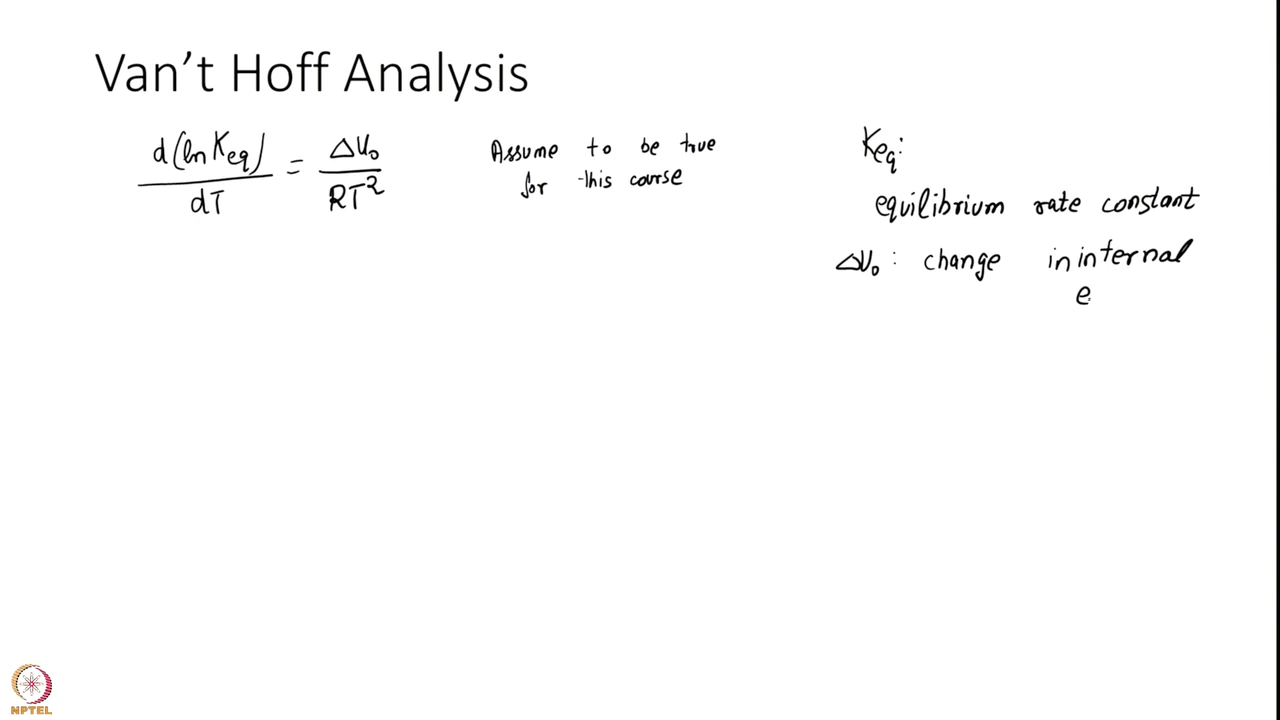 Van't Hoff Analysis
d(ln Keq)/dT = ΔU₀/RT²
Assume to be true
for this course
Keq:
equilibrium rate constant
ΔU₀ : change in internal
e
NPTEL